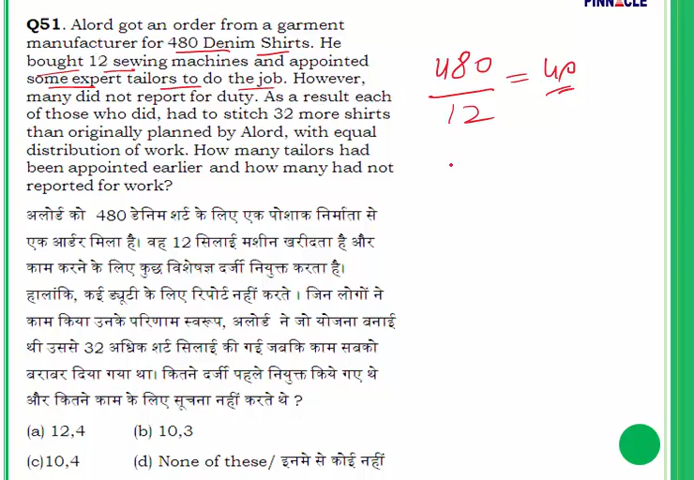 PINNACLE
Q51. Alord got an order from a garment
manufacturer for 480 Denim Shirts. He
bought 12 sewing machines and appointed
some expert tailors to do the job. However,
many did not report for duty. As a result each
of those who did, had to stitch 32 more shirts
than originally planned by Alord, with equal
distribution of work. How many tailors had
been appointed earlier and how many had not
reported for work?
480
12
= 40
अलोर्ड को 480 डेनिम शर्ट के लिए एक पोशाक निर्माता से
एक आर्डर मिला है। वह 12 सिलाई मशीन खरीदता है और
काम करने के लिए कुछ विशेषज्ञ दर्जी नियुक्त करता है।
हालांकि, कई ड्यूटी के लिए रिपोर्ट नहीं करते । जिन लोगों ने
काम किया उनके परिणाम स्वरूप, अलोर्ड ने जो योजना बनाई
थी उससे 32 अधिक शर्ट सिलाई की गई जबकि काम सबको
बराबर दिया गया था। कितने दर्जी पहले नियुक्त किये गए थे
और कितने काम के लिए सूचना नहीं करते थे ?
(a) 12,4 (b) 10,3
(c)10,4 (d) None of these/ इनमे से कोई नहीं